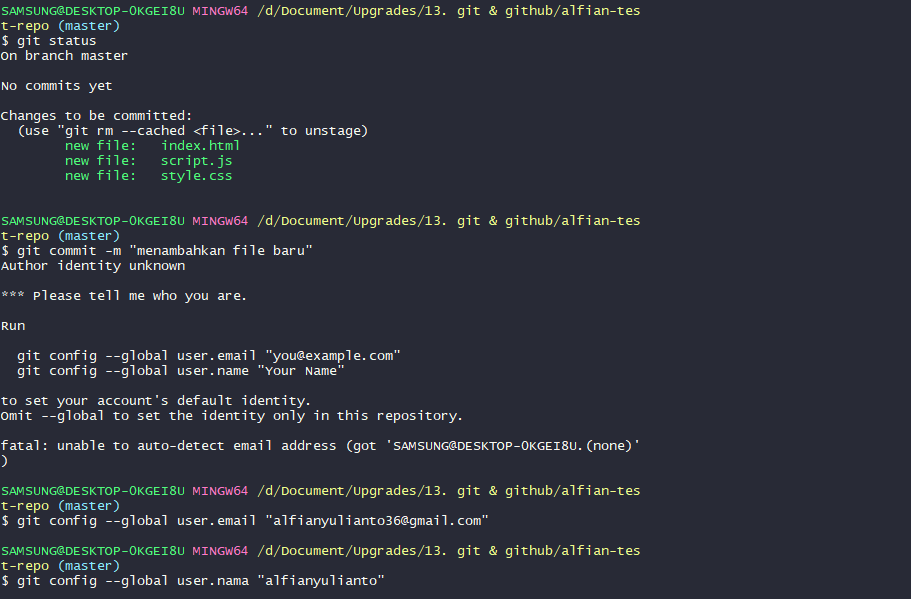 SAMSUNG@DESKTOP-OKGEI8U MINGW64 /d/Document/Upgrades/13. git & github/alfian-tes
t-repo (master)
$ git status
On branch master
No commits yet
Changes to be committed:
  (use "git rm --cached <file>..." to unstage)
        new file:   index.html
        new file:   script.js
        new file:   style.css
SAMSUNG@DESKTOP-OKGEI8U MINGW64 /d/Document/Upgrades/13. git & github/alfian-tes
t-repo (master)
$ git commit -m "menambahkan file baru"
Author identity unknown
*** Please tell me who you are.
Run
  git config --global user.email "you@example.com"
  git config --global user.name "Your Name"
to set your account's default identity.
Omit --global to set the identity only in this repository.
fatal: unable to auto-detect email address (got 'SAMSUNG@DESKTOP-OKGEI8U.(none)'
)
SAMSUNG@DESKTOP-OKGEI8U MINGW64 /d/Document/Upgrades/13. git & github/alfian-tes
t-repo (master)
$ git config --global user.email "alfianyulianto36@gmail.com"
SAMSUNG@DESKTOP-OKGEI8U MINGW64 /d/Document/Upgrades/13. git & github/alfian-tes
t-repo (master)
$ git config --global user.nama "alfianyulianto"